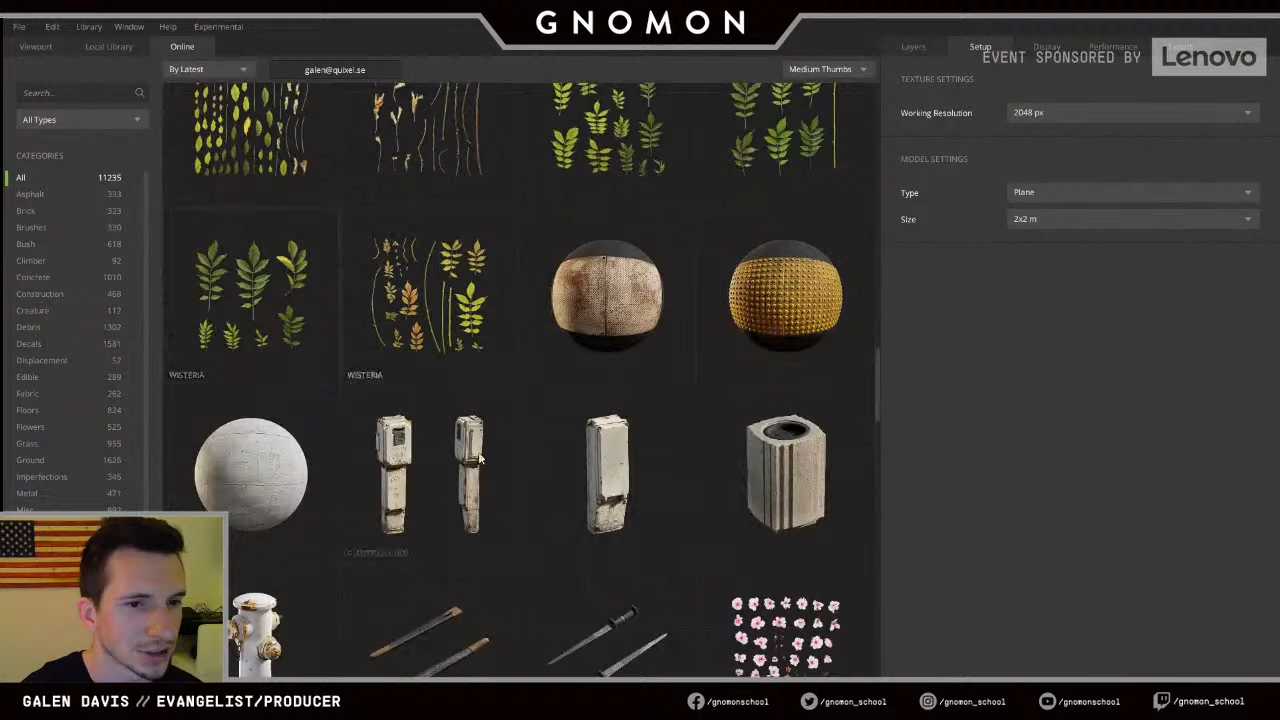 GNOMON
File Edit Library Window Help Experimental
Viewport Local Library Online
Layers Setup Display Performance Export
EVENT SPONSORED BY Lenovo
By Latest galen@quixel.se Medium Thumbs
Search...
All Types
CATEGORIES
All 11235
Asphalt 333
Brick 323
Brushes 330
Bush 618
Climber 92
Concrete 1010
Construction 468
Creature 112
Debris 1302
Decals 1581
Displacement 52
Edible 289
Fabric 262
Floors 824
Flowers 525
Grass 955
Ground 1626
Imperfections 345
Metal 471
WISTERIA
WISTERIA
TEXTURE SETTINGS
Working Resolution 2048 px
MODEL SETTINGS
Type Plane
Size 2x2 m
GALEN DAVIS // EVANGELIST/PRODUCER
/gnomonschool /gnomon_school /gnomon_school /gnomonschool /gnomon_school